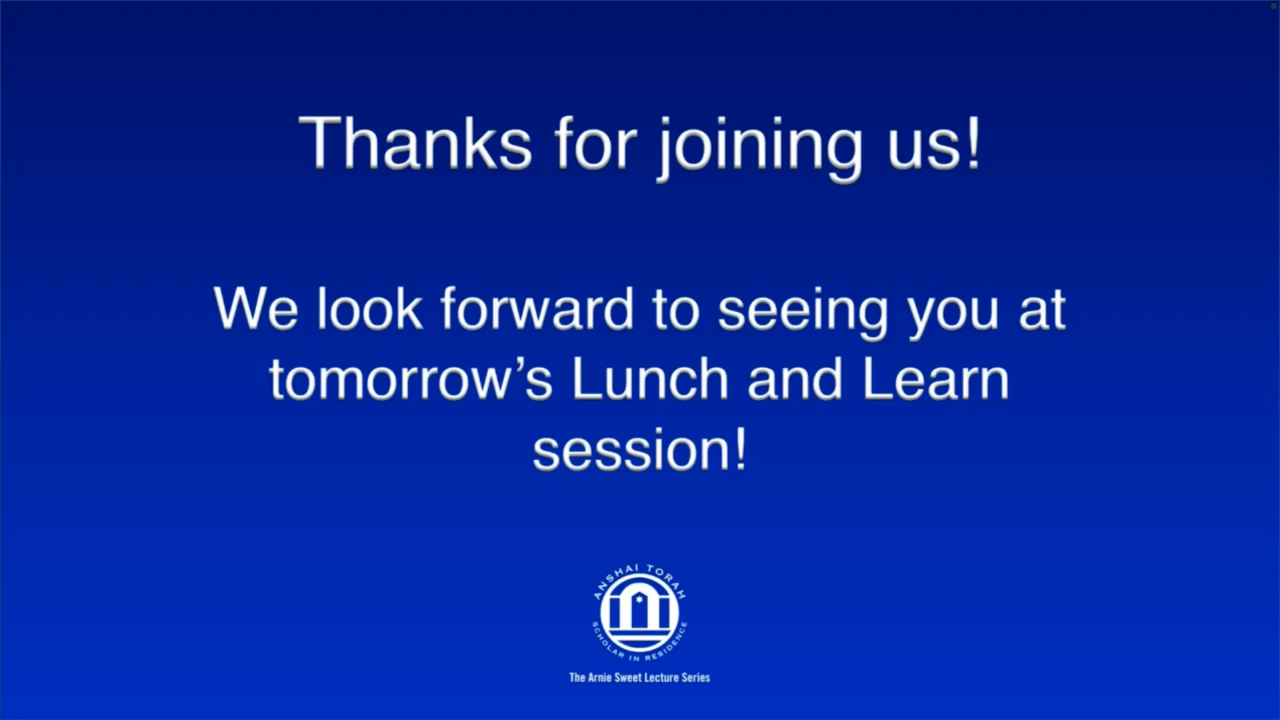 Thanks for joining us!
We look forward to seeing you at
tomorrow’s Lunch and Learn
session!
ANSHAI TORAH
SCHOLAR IN RESIDENCE
The Arnie Sweet Lecture Series